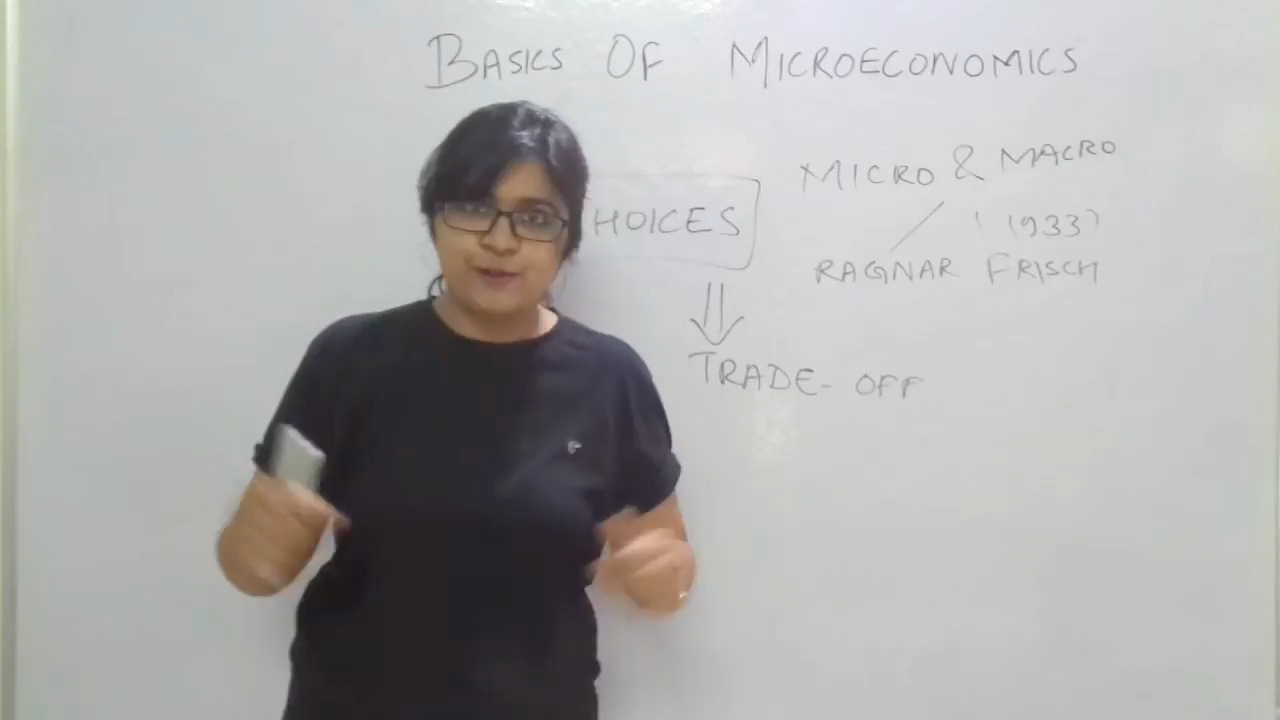 BASICS OF MICROECONOMICS
HOICES
TRADE-OFF
MICRO & MACRO
(1933)
RAGNAR FRISCH